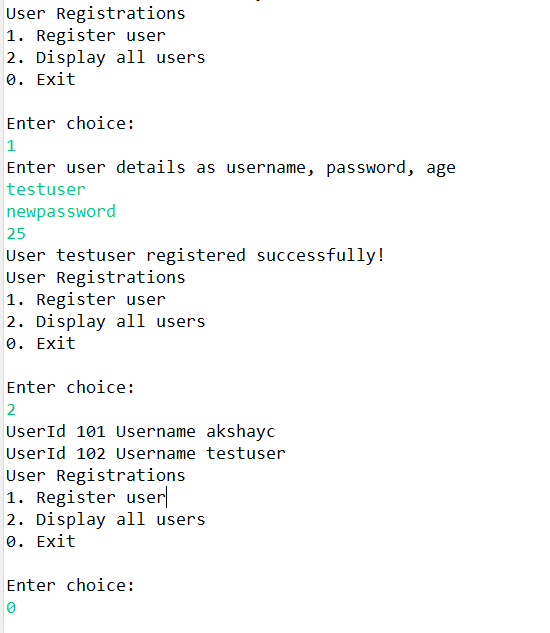 User Registrations
1. Register user
2. Display all users
0. Exit
Enter choice:
1
Enter user details as username, password, age
testuser
newpassword
25
User testuser registered successfully!
User Registrations
1. Register user
2. Display all users
0. Exit
Enter choice:
2
UserId 101 Username akshayc
UserId 102 Username testuser
User Registrations
1. Register user
2. Display all users
0. Exit
Enter choice:
0